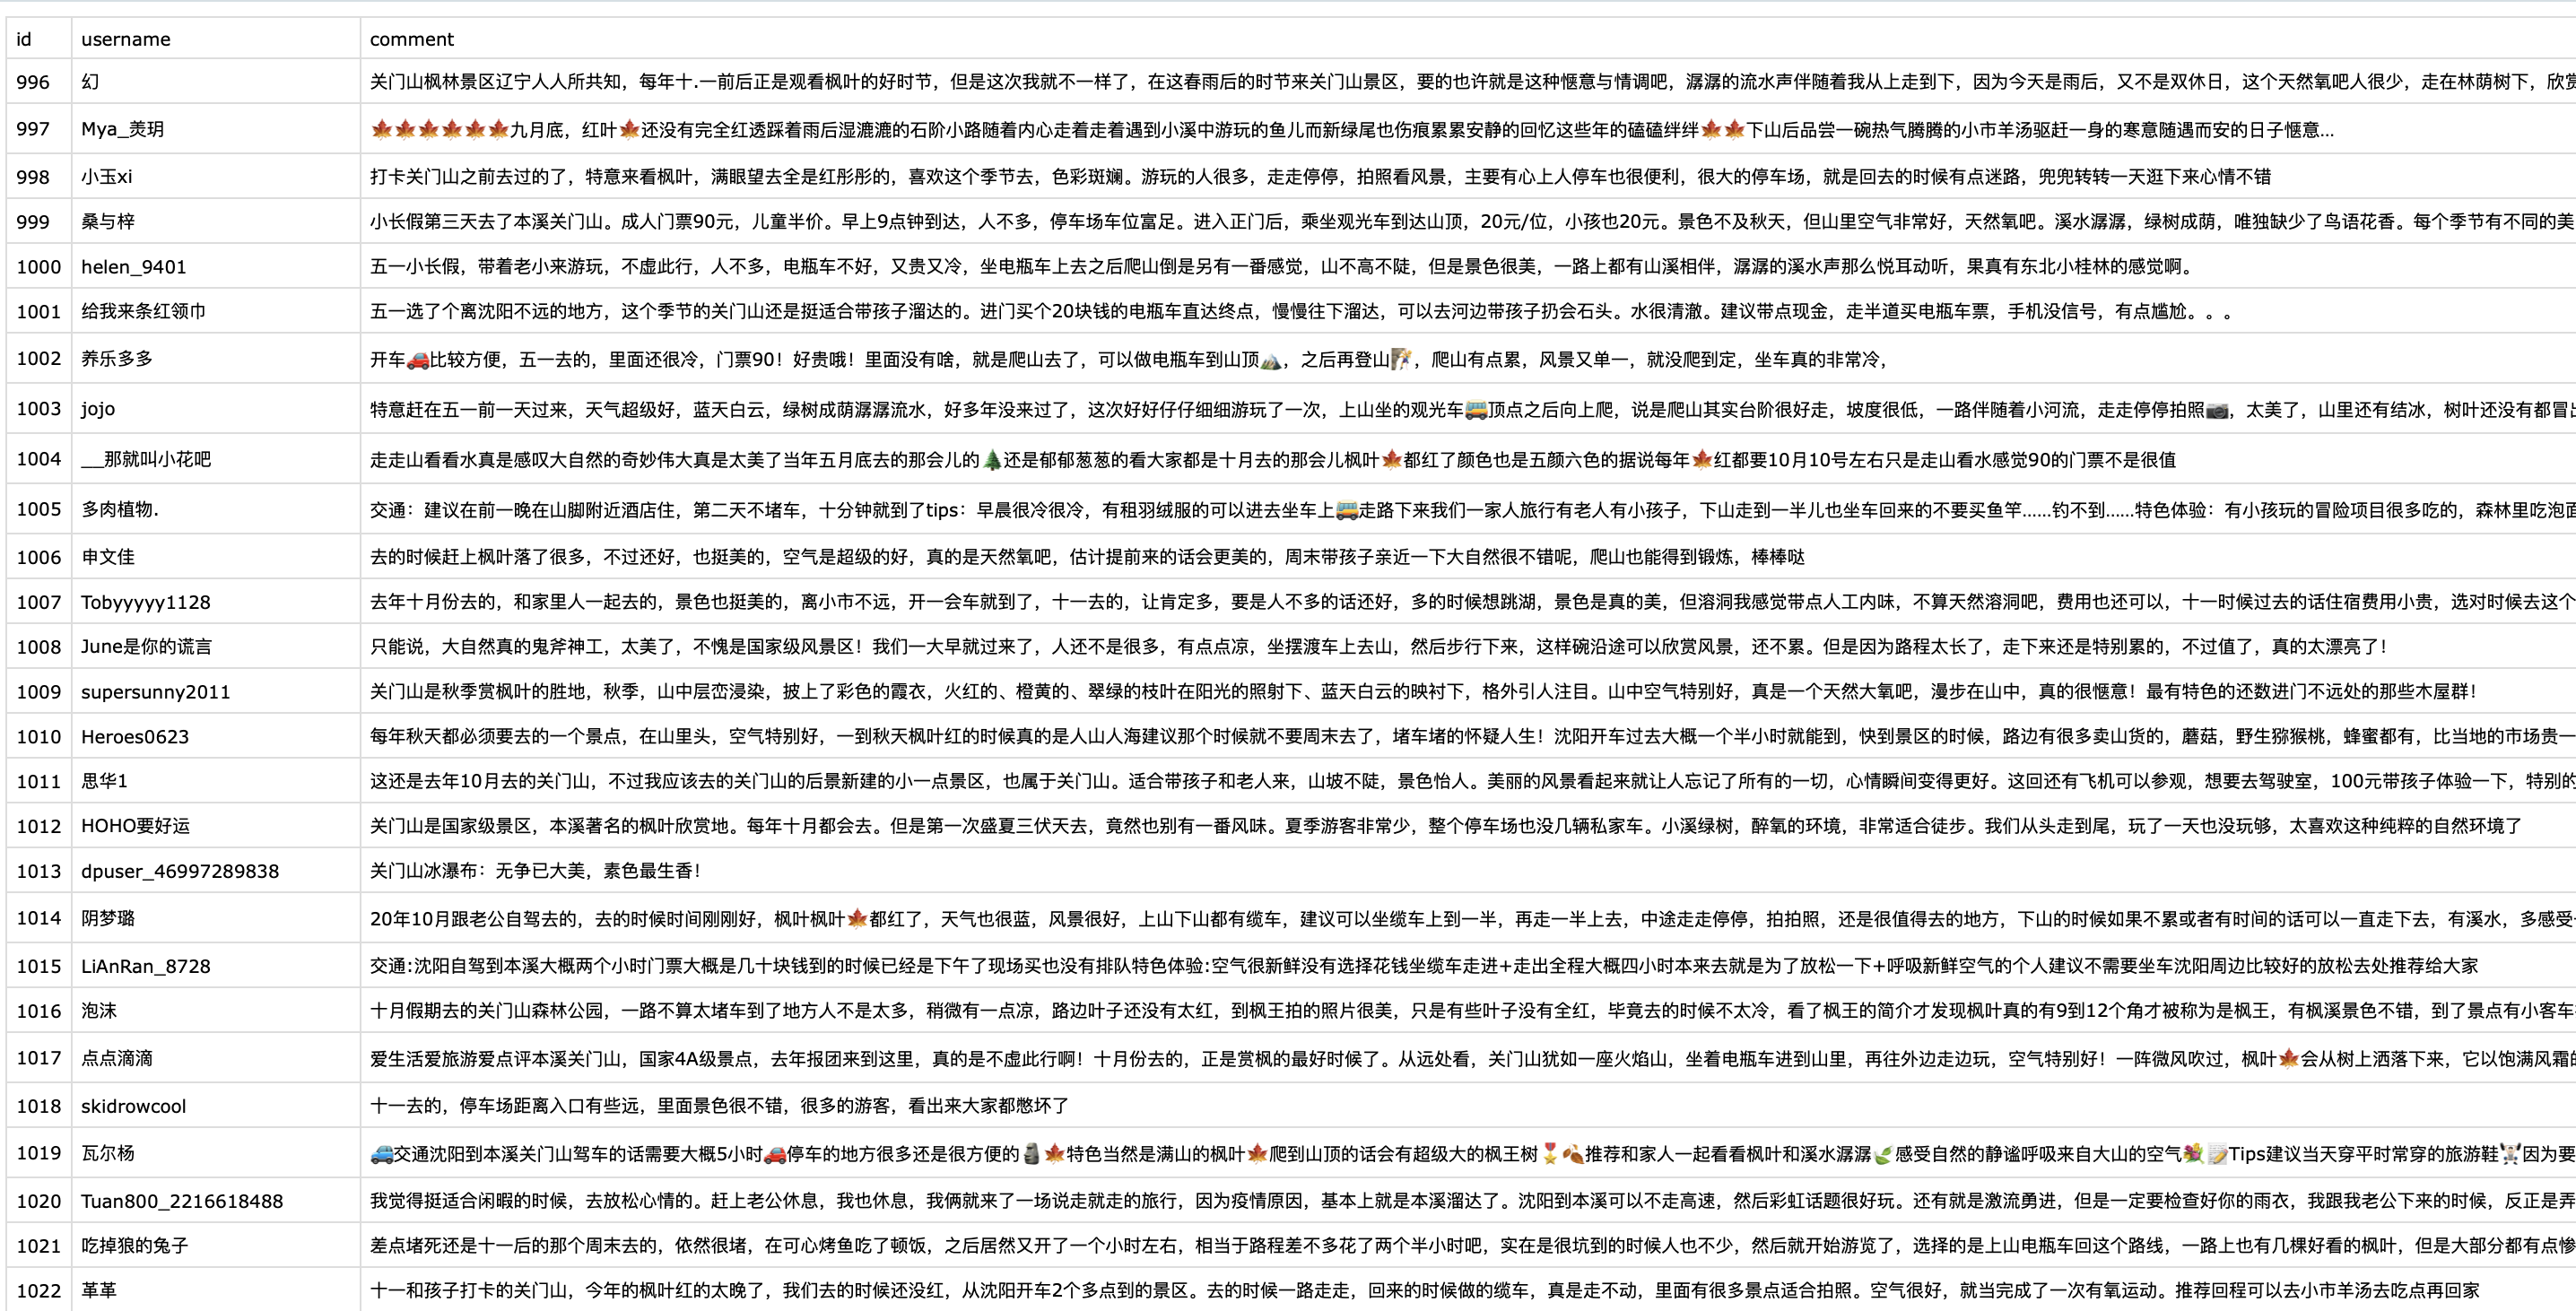 id username comment
996 幻 关门山枫林景区辽宁人人所共知，每年十.一前后正是观看枫叶的好时节，但是这次我就不一样了，在这春雨后的时节来关门山景区，要的也许就是这种惬意与情调吧，潺潺的流水声伴随着我从上走到下，因为今天是雨后，又不是双休日，这个天然氧吧人很少，走在林荫树下，欣赏
997 Mya_羡玥 🍁🍁🍁🍁🍁🍁九月底，红叶🍁还没有完全红透踩着雨后湿漉漉的石阶小路随着内心走着走着遇到小溪中游玩的鱼儿而新绿尾也伤痕累累安静的回忆这些年的磕磕绊绊🍁🍁下山后品尝一碗热气腾腾的小市羊汤驱赶一身的寒意随遇而安的日子惬意...
998 小玉xi 打卡关门山之前去过的了，特意来看枫叶，满眼望去全是红彤彤的，喜欢这个季节去，色彩斑斓。游玩的人很多，走走停停，拍照看风景，主要有心上人停车也很便利，很大的停车场，就是回去的时候有点迷路，兜兜转转一天逛下来心情不错
999 桑与梓 小长假第三天去了本溪关门山。成人门票90元，儿童半价。早上9点钟到达，人不多，停车场车位富足。进入正门后，乘坐观光车到达山顶，20元/位，小孩也20元。景色不及秋天，但山里空气非常好，天然氧吧。溪水潺潺，绿树成荫，唯独缺少了鸟语花香。每个季节有不同的美
1000 helen_9401 五一小长假，带着老小来游玩，不虚此行，人不多，电瓶车不好，又贵又冷，坐电瓶车上去之后爬山倒是另有一番感觉，山不高不陡，但是景色很美，一路上都有山溪相伴，潺潺的溪水声那么悦耳动听，果真有东北小桂林的感觉啊。
1001 给我来条红领巾 五一选了个离沈阳不远的地方，这个季节的关门山还是挺适合带孩子溜达的。进门买个20块钱的电瓶车直达终点，慢慢往下溜达，可以去河边带孩子扔会石头。水很清澈。建议带点现金，走半道买电瓶车票，手机没信号，有点尴尬。。。
1002 养乐多多 开车🚗比较方便，五一去的，里面还很冷，门票90！好贵哦！里面没有啥，就是爬山去了，可以做电瓶车到山顶🏔，之后再登山🧗，爬山有点累，风景又单一，就没爬到定，坐车真的非常冷，
1003 jojo 特意赶在五一前一天过来，天气超级好，蓝天白云，绿树成荫潺潺流水，好多年没来过了，这次好好仔仔细细游玩了一次，上山坐的观光车🚌顶点之后向上爬，说是爬山其实台阶很好走，坡度很低，一路伴随着小河流，走走停停拍照📷，太美了，山里还有结冰，树叶还没有都冒出
1004 __那就叫小花吧 走走山看看水真是感叹大自然的奇妙伟大真是太美了当年五月底去的那会儿的🌲还是郁郁葱葱的看大家都是十月去的那会儿枫叶🍁都红了颜色也是五颜六色的据说每年🍁红都要10月10号左右只是走山看水感觉90的门票不是很值
1005 多肉植物. 交通：建议在前一晚在山脚附近酒店住，第二天不堵车，十分钟就到了tips：早晨很冷很冷，有租羽绒服的可以进去坐车上🚌走路下来我们一家人旅行有老人有小孩子，下山走到一半儿也坐车回来的不要买鱼竿……钓不到……特色体验：有小孩玩的冒险项目很多吃的，森林里吃泡面
1006 申文佳 去的时候赶上枫叶落了很多，不过还好，也挺美的，空气是超级的好，真的是天然氧吧，估计提前来的话会更美的，周末带孩子亲近一下大自然很不错呢，爬山也能得到锻炼，棒棒哒
1007 Tobyyyyy1128 去年十月份去的，和家里人一起去的，景色也挺美的，离小市不远，开一会车就到了，十一去的，让肯定多，要是人不多的话还好，多的时候想跳湖，景色是真的美，但溶洞我感觉带点人工内味，不算天然溶洞吧，费用也还可以，十一时候过去的话住宿费用小贵，选对时候去这个
1008 June是你的谎言 只能说，大自然真的鬼斧神工，太美了，不愧是国家级风景区！我们一大早就过来了，人还不是很多，有点点凉，坐摆渡车上去山，然后步行下来，这样碗沿途可以欣赏风景，还不累。但是因为路程太长了，走下来还是特别累的，不过值了，真的太漂亮了！
1009 supersunny2011 关门山是秋季赏枫叶的胜地，秋季，山中层峦浸染，披上了彩色的霞衣，火红的、橙黄的、翠绿的枝叶在阳光的照射下、蓝天白云的映衬下，格外引人注目。山中空气特别好，真是一个天然大氧吧，漫步在山中，真的很惬意！最有特色的还数进门不远处的那些木屋群！
1010 Heroes0623 每年秋天都必须要去的一个景点，在山里头，空气特别好，一到秋天枫叶红的时候真的是人山人海建议那个时候就不要周末去了，堵车堵的怀疑人生！沈阳开车过去大概一个半小时就能到，快到景区的时候，路边有很多卖山货的，蘑菇，野生猕猴桃，蜂蜜都有，比当地的市场贵一
1011 思华1 这还是去年10月去的关门山，不过我应该去的关门山的后景新建的小一点景区，也属于关门山。适合带孩子和老人来，山坡不陡，景色怡人。美丽的风景看起来就让人忘记了所有的一切，心情瞬间变得更好。这回还有飞机可以参观，想要去驾驶室，100元带孩子体验一下，特别的
1012 HOHO要好运 关门山是国家级景区，本溪著名的枫叶欣赏地。每年十月都会去。但是第一次盛夏三伏天去，竟然也别有一番风味。夏季游客非常少，整个停车场也没几辆私家车。小溪绿树，醉氧的环境，非常适合徒步。我们从头走到尾，玩了一天也没玩够，太喜欢这种纯粹的自然环境了
1013 dpuser_46997289838 关门山冰瀑布：无争已大美，素色最生香！
1014 阴梦璐 20年10月跟老公自驾去的，去的时候时间刚刚好，枫叶枫叶🍁都红了，天气也很蓝，风景很好，上山下山都有缆车，建议可以坐缆车上到一半，再走一半上去，中途走走停停，拍拍照，还是很值得去的地方，下山的时候如果不累或者有时间的话可以一直走下去，有溪水，多感受
1015 LiAnRan_8728 交通:沈阳自驾到本溪大概两个小时门票大概是几十块钱到的时候已经是下午了现场买也没有排队特色体验:空气很新鲜没有选择花钱坐缆车走进+走出全程大概四小时本来去就是为了放松一下+呼吸新鲜空气的个人建议不需要坐车沈阳周边比较好的放松去处推荐给大家
1016 泡沫 十月假期去的关门山森林公园，一路不算太堵车到了地方人不是太多，稍微有一点凉，路边叶子还没有太红，到枫王拍的照片很美，只是有些叶子没有全红，毕竟去的时候不太冷，看了枫王的简介才发现枫叶真的有9到12个角才被称为是枫王，有枫溪景色不错，到了景点有小客车
1017 点点滴滴 爱生活爱旅游爱点评本溪关门山，国家4A级景点，去年报团来到这里，真的是不虚此行啊！十月份去的，正是赏枫的最好时候了。从远处看，关门山犹如一座火焰山，坐着电瓶车进到山里，再往外边走边玩，空气特别好！一阵微风吹过，枫叶🍁会从树上洒落下来，它以饱满风霜的
1018 skidrowcool 十一去的，停车场距离入口有些远，里面景色很不错，很多的游客，看出来大家都憋坏了
1019 瓦尔杨 🚙交通沈阳到本溪关门山驾车的话需要大概5小时🚗停车的地方很多还是很方便的🗿🍁特色当然是满山的枫叶🍁爬到山顶的话会有超级大的枫王树🎖🍂推荐和家人一起看看枫叶和溪水潺潺🍃感受自然的静谧呼吸来自大山的空气💐📝Tips建议当天穿平时常穿的旅游鞋🏋因为要
1020 Tuan800_2216618488 我觉得挺适合闲暇的时候，去放松心情的。赶上老公休息，我也休息，我俩就来了一场说走就走的旅行，因为疫情原因，基本上就是本溪溜达了。沈阳到本溪可以不走高速，然后彩虹话题很好玩。还有就是激流勇进，但是一定要检查好你的雨衣，我跟我老公下来的时候，反正是弄
1021 吃掉狼的兔子 差点堵死还是十一后的那个周末去的，依然很堵，在可心烤鱼吃了顿饭，之后居然又开了一个小时左右，相当于路程差不多花了两个半小时吧，实在是很坑到的时候人也不少，然后就开始游览了，选择的是上山电瓶车回这个路线，一路上也有几棵好看的枫叶，但是大部分都有点惨
1022 革革 十一和孩子打卡的关门山，今年的枫叶红的太晚了，我们去的时候还没红，从沈阳开车2个多点到的景区。去的时候一路走走，回来的时候做的缆车，真是走不动，里面有很多景点适合拍照。空气很好，就当完成了一次有氧运动。推荐回程可以去小市羊汤去吃点再回家